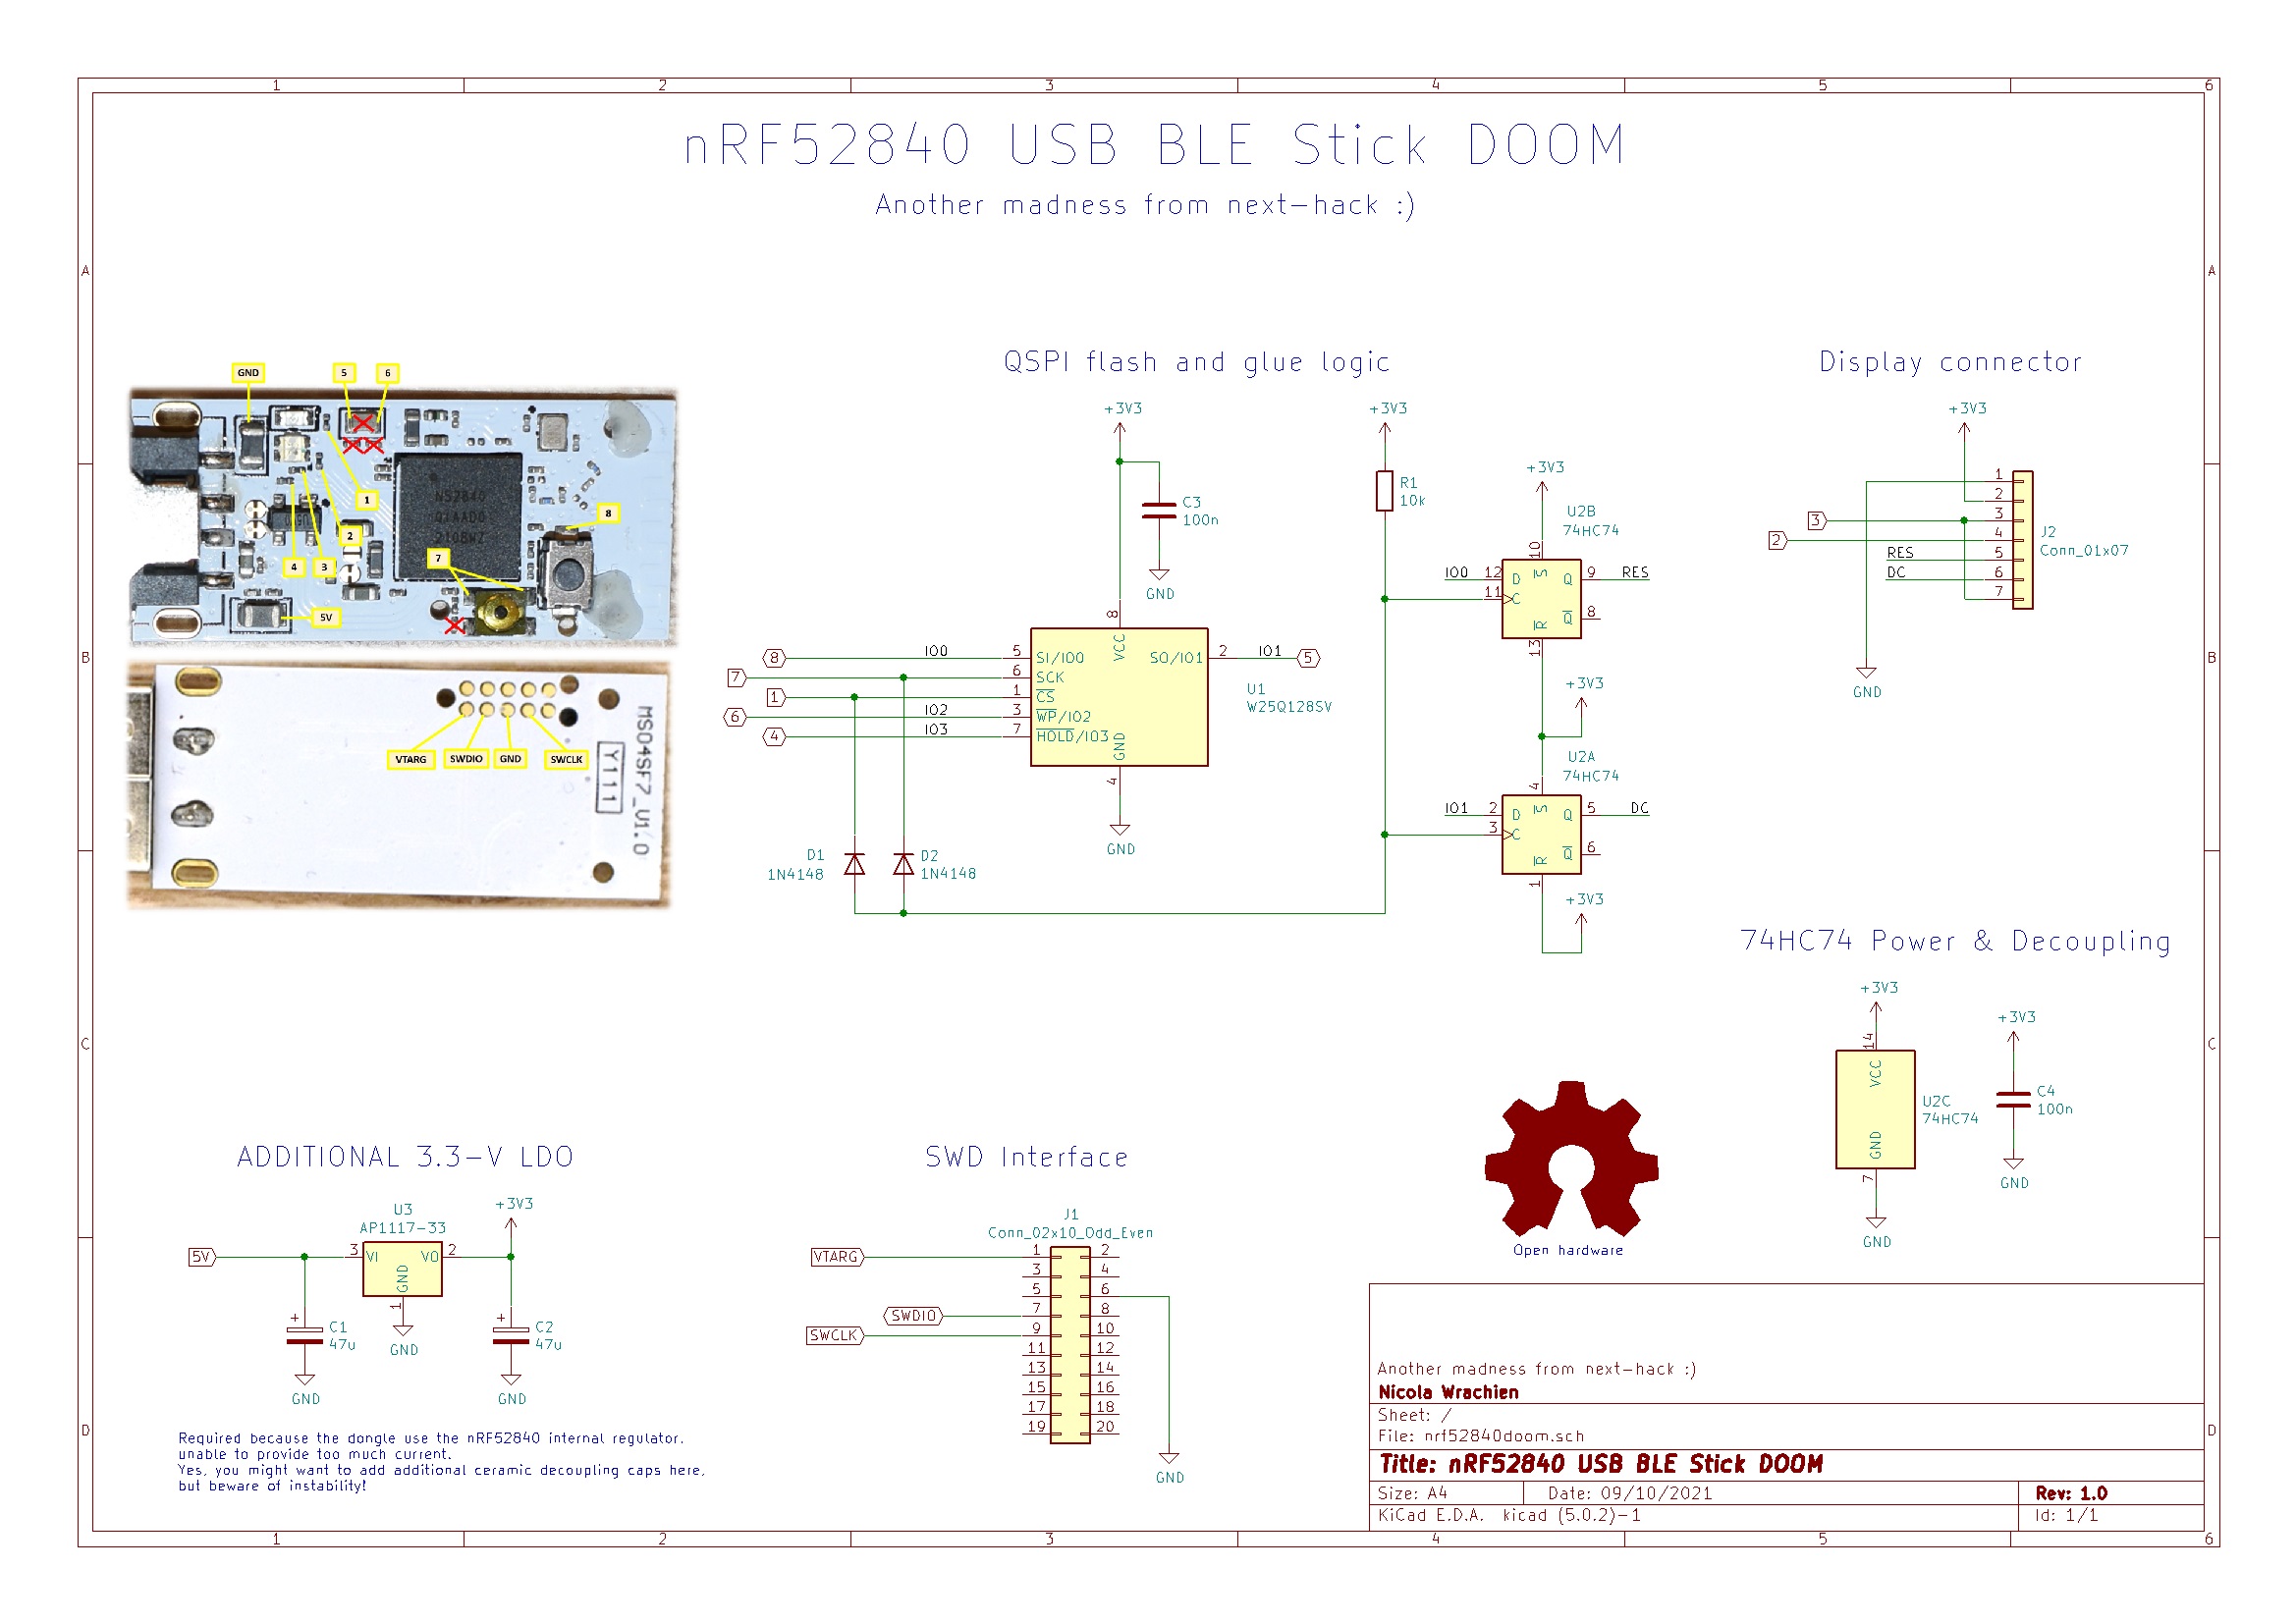 1 2 3 4 5 6
nRF52840 USB BLE Stick DOOM
Another madness from next-hack :)
A
A
B
B
C
C
D
D
GND 5 6
1
2
4 3
7
8
5V
N52840
QIAAD0
2108WZ
VTARG SWDIO GND SWCLK
MS04SF7_V1.0
Y111
QSPI flash and glue logic
+3V3
C3
100n
GND
8
VCC
8 IO0 5 SI/IO0
7 6 SCK
1 1 CS
6 IO2 3 WP/IO2
4 IO3 7 HOLD/IO3
SO/IO1 2 IO1 5
GND
4
GND
U1
W25Q128SV
D1
1N4148
D2
1N4148
+3V3
R1
10k
+3V3
U2B
74HC74
10
IO0 12 D S Q 9 RES
11 C
Q 8
R
13
+3V3
U2A
74HC74
4
IO1 2 D S Q 5 DC
3 C
Q 6
R
1
+3V3
Display connector
+3V3
1
2
3 3
2 4
RES 5
DC 6
7
J2
Conn_01x07
GND
74HC74 Power & Decoupling
+3V3
14
VCC
GND
7
GND
U2C
74HC74
+3V3
C4
100n
GND
ADDITIONAL 3.3-V LDO
U3
AP1117-33
+3V3
5V 3 VI VO 2
GND
1
GND
+ C1
47u
GND
+ C2
47u
GND
Required because the dongle use the nRF52840 internal regulator.
unable to provide too much current.
Yes, you might want to add additional ceramic decoupling caps here,
but beware of instability!
SWD Interface
J1
Conn_02x10_Odd_Even
VTARG 1 2
3 4
5 6
SWDIO 7 8
SWCLK 9 10
11 12
13 14
15 16
17 18
19 20
GND
Open hardware
Another madness from next-hack :)
Nicola Wrachien
Sheet: /
File: nrf52840doom.sch
Title: nRF52840 USB BLE Stick DOOM
Size: A4 Date: 09/10/2021 Rev: 1.0
KiCad E.D.A. kicad (5.0.2)-1 Id: 1/1
1 2 3 4 5 6